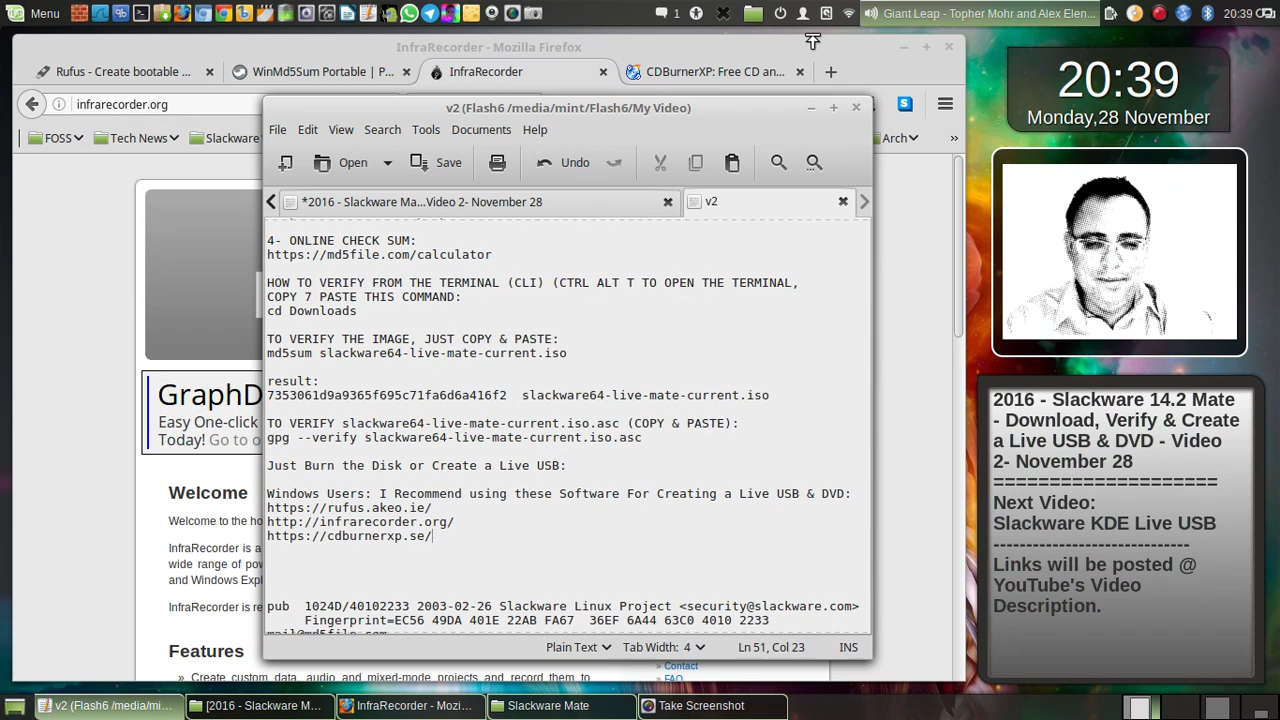 Menu
1
Giant Leap - Topher Mohr and Alex Elen...
20:39
InfraRecorder - Mozilla Firefox
Rufus - Create bootable ...
WinMd5Sum Portable | P...
InfraRecorder
CDBurnerXP: Free CD an...
infrarecorder.org
FOSS
Tech News
Slackware
Arch
v2 (Flash6 /media/mint/Flash6/My Video)
File Edit View Search Tools Documents Help
Open
Save
Undo
*2016 - Slackware Ma...Video 2- November 28
v2
4- ONLINE CHECK SUM:
https://md5file.com/calculator
HOW TO VERIFY FROM THE TERMINAL (CLI) (CTRL ALT T TO OPEN THE TERMINAL,
COPY 7 PASTE THIS COMMAND:
cd Downloads
TO VERIFY THE IMAGE, JUST COPY & PASTE:
md5sum slackware64-live-mate-current.iso
result:
7353061d9a9365f695c71fa6d6a416f2  slackware64-live-mate-current.iso
TO VERIFY slackware64-live-mate-current.iso.asc (COPY & PASTE):
gpg --verify slackware64-live-mate-current.iso.asc
Just Burn the Disk or Create a Live USB:
Windows Users: I Recommend using these Software For Creating a Live USB & DVD:
https://rufus.akeo.ie/
http://infrarecorder.org/
https://cdburnerxp.se/
pub  1024D/40102233 2003-02-26 Slackware Linux Project <security@slackware.com>
Fingerprint=EC56 49DA 401E 22AB FA67  36EF 6A44 63C0 4010 2233
mail@md5file.com
Plain Text
Tab Width: 4
Ln 51, Col 23
INS
GraphD
Easy One-click
Today! Go to o
Welcome
Welcome to the ho
InfraRecorder is a
wide range of pow
and Windows Expl
InfraRecorder is re
Features
» Create custom data, audio and mixed-mode projects and record them to
» Contact
» FAQ
20:39
Monday,28 November
2016 - Slackware 14.2 Mate
- Download, Verify & Create
a Live USB & DVD - Video
2- November 28
=====================
Next Video:
Slackware KDE Live USB
----------------------------
Links will be posted @
YouTube's Video
Description.
v2 (Flash6 /media/mi...
[2016 - Slackware M...
InfraRecorder - Mozi...
Slackware Mate
Take Screenshot